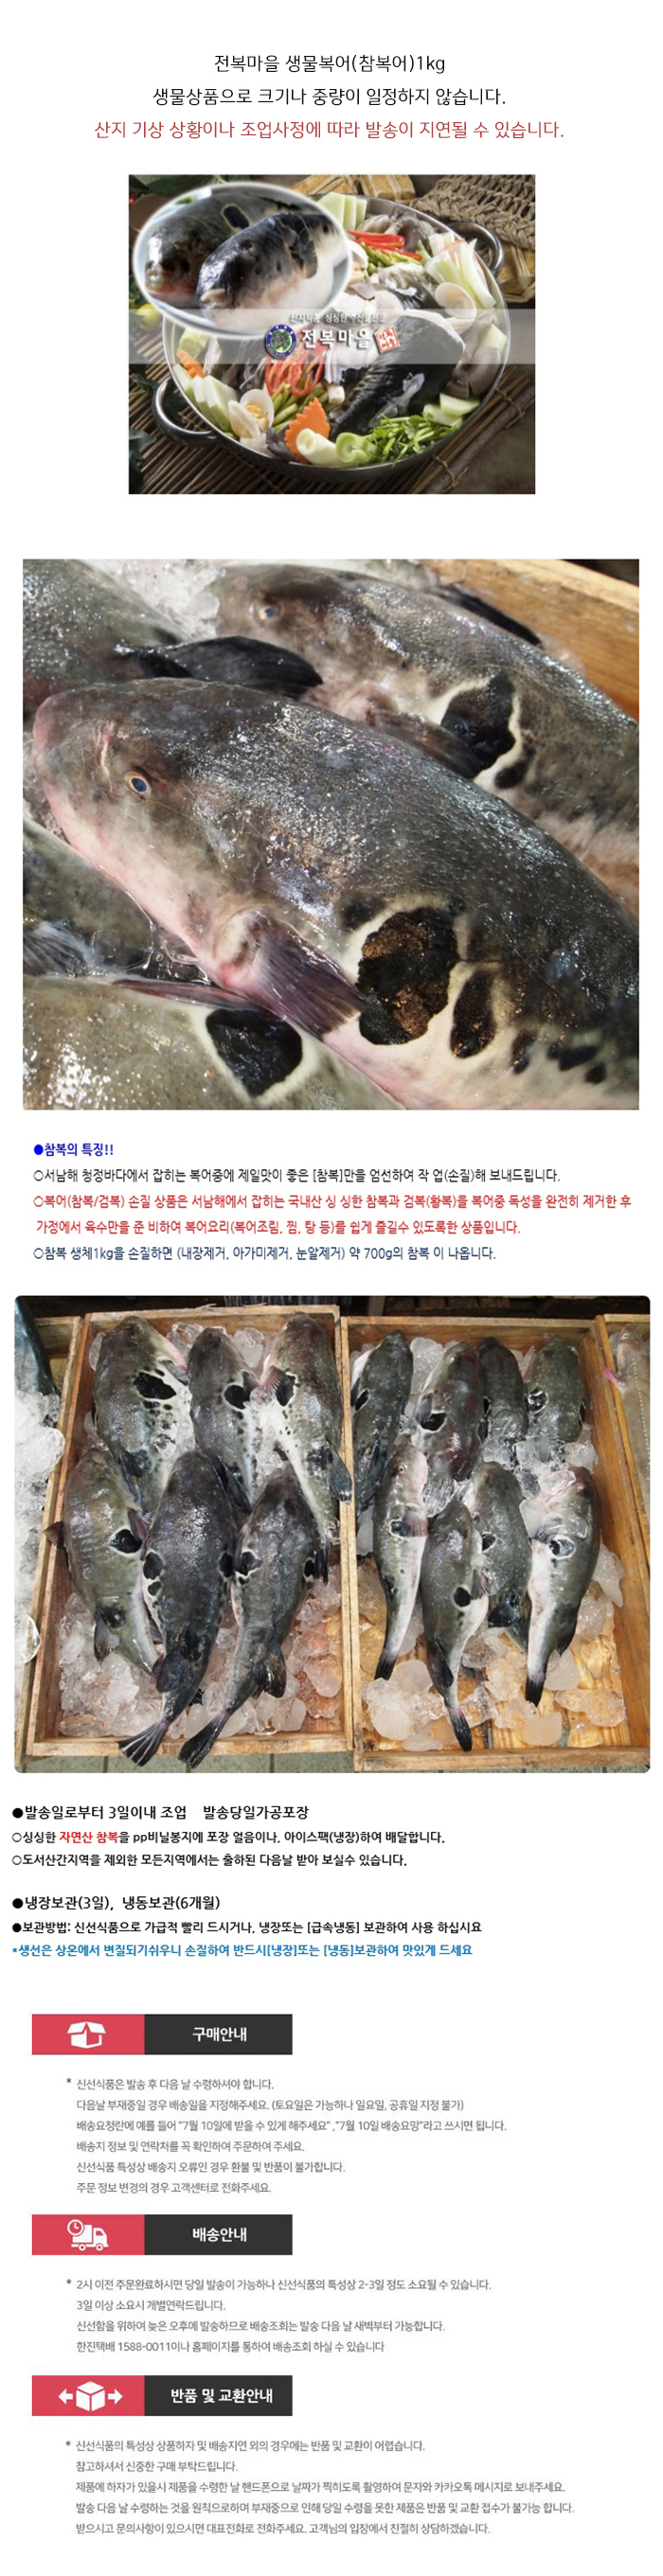 전복마을 생물복어(참복어)1kg
생물상품으로 크기나 중량이 일정하지 않습니다.
산지 기상 상황이나 조업사정에 따라 발송이 지연될 수 있습니다.
전복마을
●참복의 특징!!
○서남해 청정바다에서 잡히는 복어중에 제일맛이 좋은 [참복]만을 엄선하여 작 업(손질)해 보내드립니다.
○복어(참복/검복) 손질 상품은 서남해에서 잡히는 국내산 싱 싱한 참복과 검복(황복)을 복어중 독성을 완전히 제거한 후
가정에서 육수만을 준 비하여 복어요리(복어조림, 찜, 탕 등)를 쉽게 즐길수 있도록한 상품입니다.
○참복 생체1kg을 손질하면 (내장제거, 아가미제거, 눈알제거) 약 700g의 참복 이 나옵니다.
●발송일로부터 3일이내 조업 발송당일가공포장
○싱싱한 자연산 참복을 pp비닐봉지에 포장 얼음이나, 아이스팩(냉장)하여 배달합니다.
○도서산간지역을 제외한 모든지역에서는 출하된 다음날 받아 보실수 있습니다.
●냉장보관(3일), 냉동보관(6개월)
●보관방법: 신선식품으로 가급적 빨리 드시거나, 냉장또는 [급속냉동] 보관하여 사용 하십시요
*생선은 상온에서 변질되기쉬우니 손질하여 반드시[냉장]또는 [냉동]보관하여 맛있게 드세요
구매안내
* 신선식품은 발송 후 다음 날 수령하셔야 합니다.
다음날 부재중일 경우 배송일을 지정해주세요. (토요일은 가능하나 일요일, 공휴일 지정 불가)
배송요청란에 예를 들어 "7월 10일에 받을 수 있게 해주세요" ,"7월 10일 배송요망"라고 쓰시면 됩니다.
배송지 정보 및 연락처를 꼭 확인하여 주문하여 주세요.
신선식품 특성상 배송지 오류인 경우 환불 및 반품이 불가합니다.
주문 정보 변경의 경우 고객센터로 전화주세요.
배송안내
* 2시 이전 주문완료하시면 당일 발송이 가능하나 신선식품의 특성상 2-3일 정도 소요될 수 있습니다.
3일 이상 소요시 개별연락드립니다.
신선함을 위하여 늦은 오후에 발송하므로 배송조회는 발송 다음 날 새벽부터 가능합니다.
한진택배 1588-0011이나 홈페이지를 통하여 배송조회 하실 수 있습니다
반품 및 교환안내
* 신선식품의 특성상 상품하자 및 배송지연 외의 경우에는 반품 및 교환이 어렵습니다.
참고하셔서 신중한 구매 부탁드립니다.
제품에 하자가 있을시 제품을 수령한 날 핸드폰으로 날짜가 찍히도록 촬영하여 문자와 카카오톡 메시지로 보내주세요.
발송 다음 날 수령하는 것을 원칙으로하며 부재중으로 인해 당일 수령을 못한 제품은 반품 및 교환 접수가 불가능 합니다.
받으시고 문의사항이 있으시면 대표전화로 전화주세요. 고객님의 입장에서 친절히 상담하겠습니다.